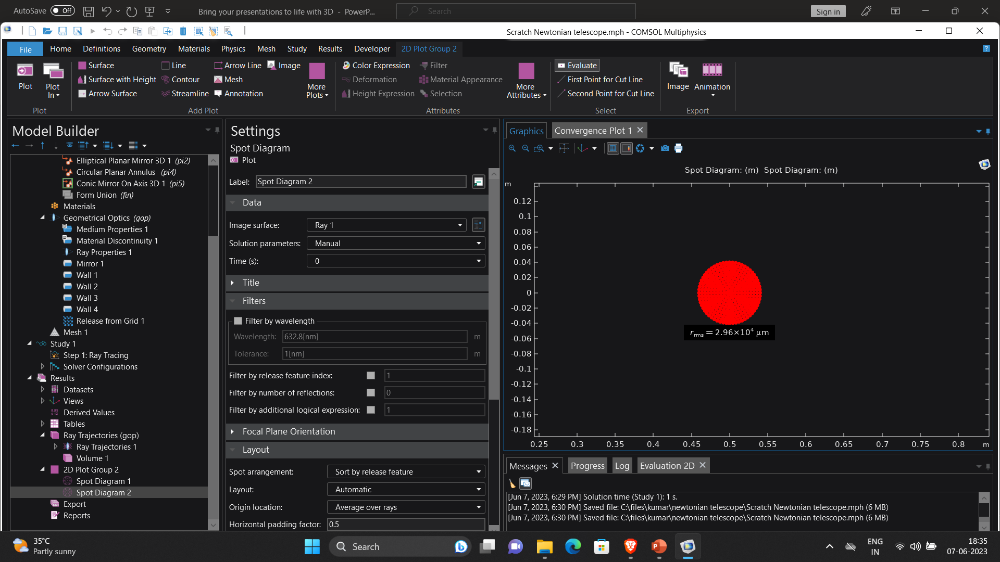 AutoSave Off Bring your presentations to life with 3D - PowerP... Search Sign in
Scratch Newtonian telescope.mph - COMSOL Multiphysics
File Home Definitions Geometry Materials Physics Mesh Study Results Developer 2D Plot Group 2 ?
Plot
Plot In
Plot
Surface
Surface with Height
Arrow Surface
Line
Contour
Streamline
Arrow Line
Mesh
Annotation
Image
More Plots
Add Plot
Color Expression
Deformation
Height Expression
Filter
Material Appearance
Selection
More Attributes
Attributes
Evaluate
First Point for Cut Line
Second Point for Cut Line
Select
Image
Animation
Export
Model Builder
Elliptical Planar Mirror 3D 1 (pi2)
Circular Planar Annulus (pi4)
Conic Mirror On Axis 3D 1 (pi5)
Form Union (fin)
Materials
Geometrical Optics (gop)
Medium Properties 1
Material Discontinuity 1
Ray Properties 1
Mirror 1
Wall 1
Wall 2
Wall 3
Wall 4
Release from Grid 1
Mesh 1
Study 1
Step 1: Ray Tracing
Solver Configurations
Results
Datasets
Views
Derived Values
Tables
Ray Trajectories (gop)
Ray Trajectories 1
Volume 1
2D Plot Group 2
Spot Diagram 1
Spot Diagram 2
Export
Reports
Settings
Spot Diagram
Plot
Label: Spot Diagram 2
Data
Image surface: Ray 1
Solution parameters: Manual
Time (s): 0
Title
Filters
Filter by wavelength
Wavelength: 632.8[nm] m
Tolerance: 1[nm] m
Filter by release feature index: 1
Filter by number of reflections: 0
Filter by additional logical expression: 1
Focal Plane Orientation
Layout
Spot arrangement: Sort by release feature
Layout: Automatic
Origin location: Average over rays
Horizontal padding factor: 0.5
Graphics Convergence Plot 1
Spot Diagram: (m) Spot Diagram: (m)
m
0.12
0.1
0.08
0.06
0.04
0.02
0
-0.02
-0.04
-0.06
-0.08
-0.1
-0.12
-0.14
-0.16
-0.18
r_rms = 2.96×10⁴ μm
0.25 0.3 0.35 0.4 0.45 0.5 0.55 0.6 0.65 0.7 0.75 0.8 m
Messages Progress Log Evaluation 2D
[Jun 7, 2023, 6:29 PM] Solution time (Study 1): 1 s.
[Jun 7, 2023, 6:30 PM] Saved file: C:\files\kumar\newtonian telescope\Scratch Newtonian telescope.mph (6 MB)
[Jun 7, 2023, 6:30 PM] Saved file: C:\files\kumar\newtonian telescope\Scratch Newtonian telescope.mph (6 MB)
35°C
Partly sunny
Search
ENG
IN
18:35
07-06-2023